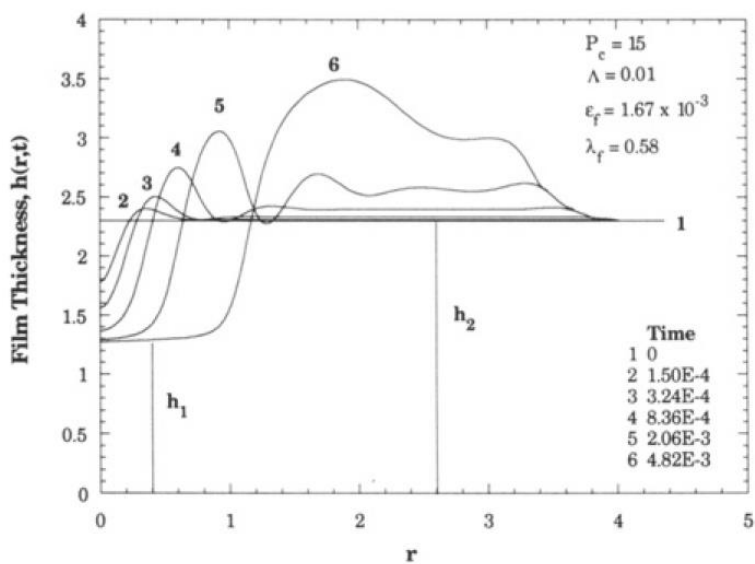 Film Thickness, h(r,t)
4
3.5
3
2.5
2
1.5
1
0.5
0
0
1
2
3
4
5
r
2
3
4
5
6
1
P_c = 15
Λ = 0.01
ε_f = 1.67 x 10^-3
λ_f = 0.58
h_1
h_2
Time
1 0
2 1.50E-4
3 3.24E-4
4 8.36E-4
5 2.06E-3
6 4.82E-3